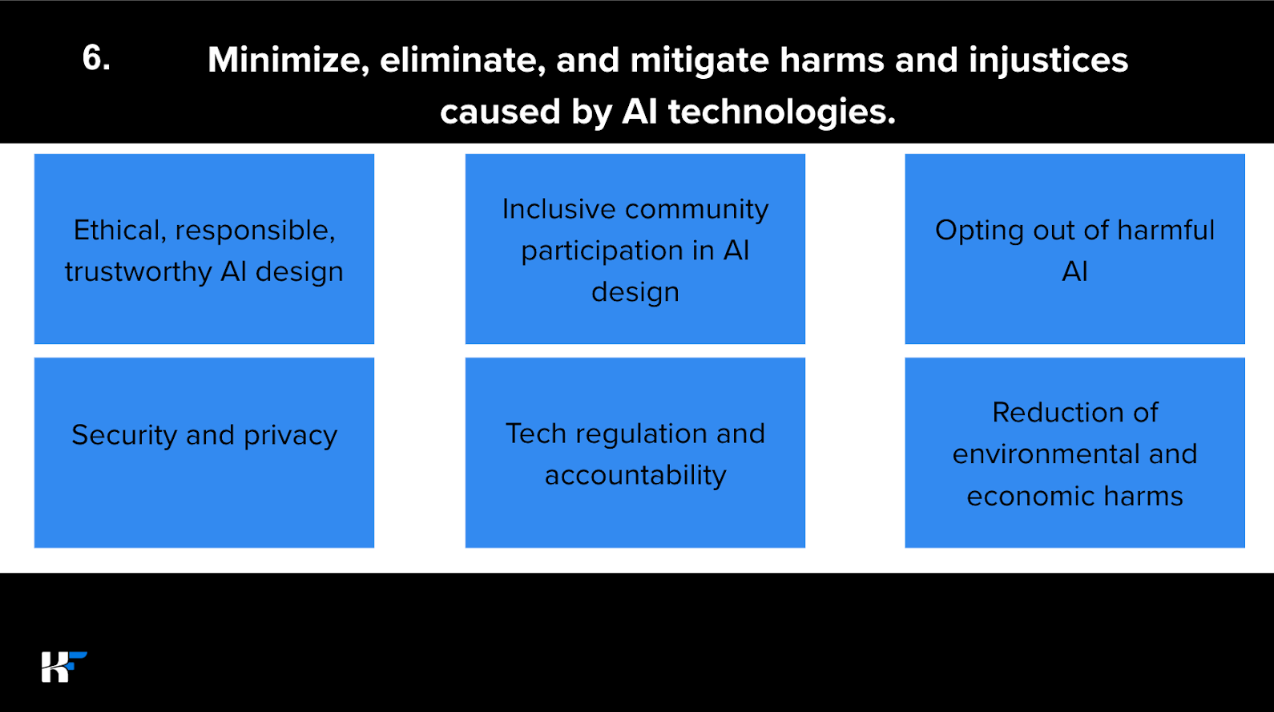 6.
Minimize, eliminate, and mitigate harms and injustices
caused by AI technologies.
Ethical, responsible,
trustworthy AI design
Inclusive community
participation in AI
design
Opting out of harmful
AI
Security and privacy
Tech regulation and
accountability
Reduction of
environmental and
economic harms
KF